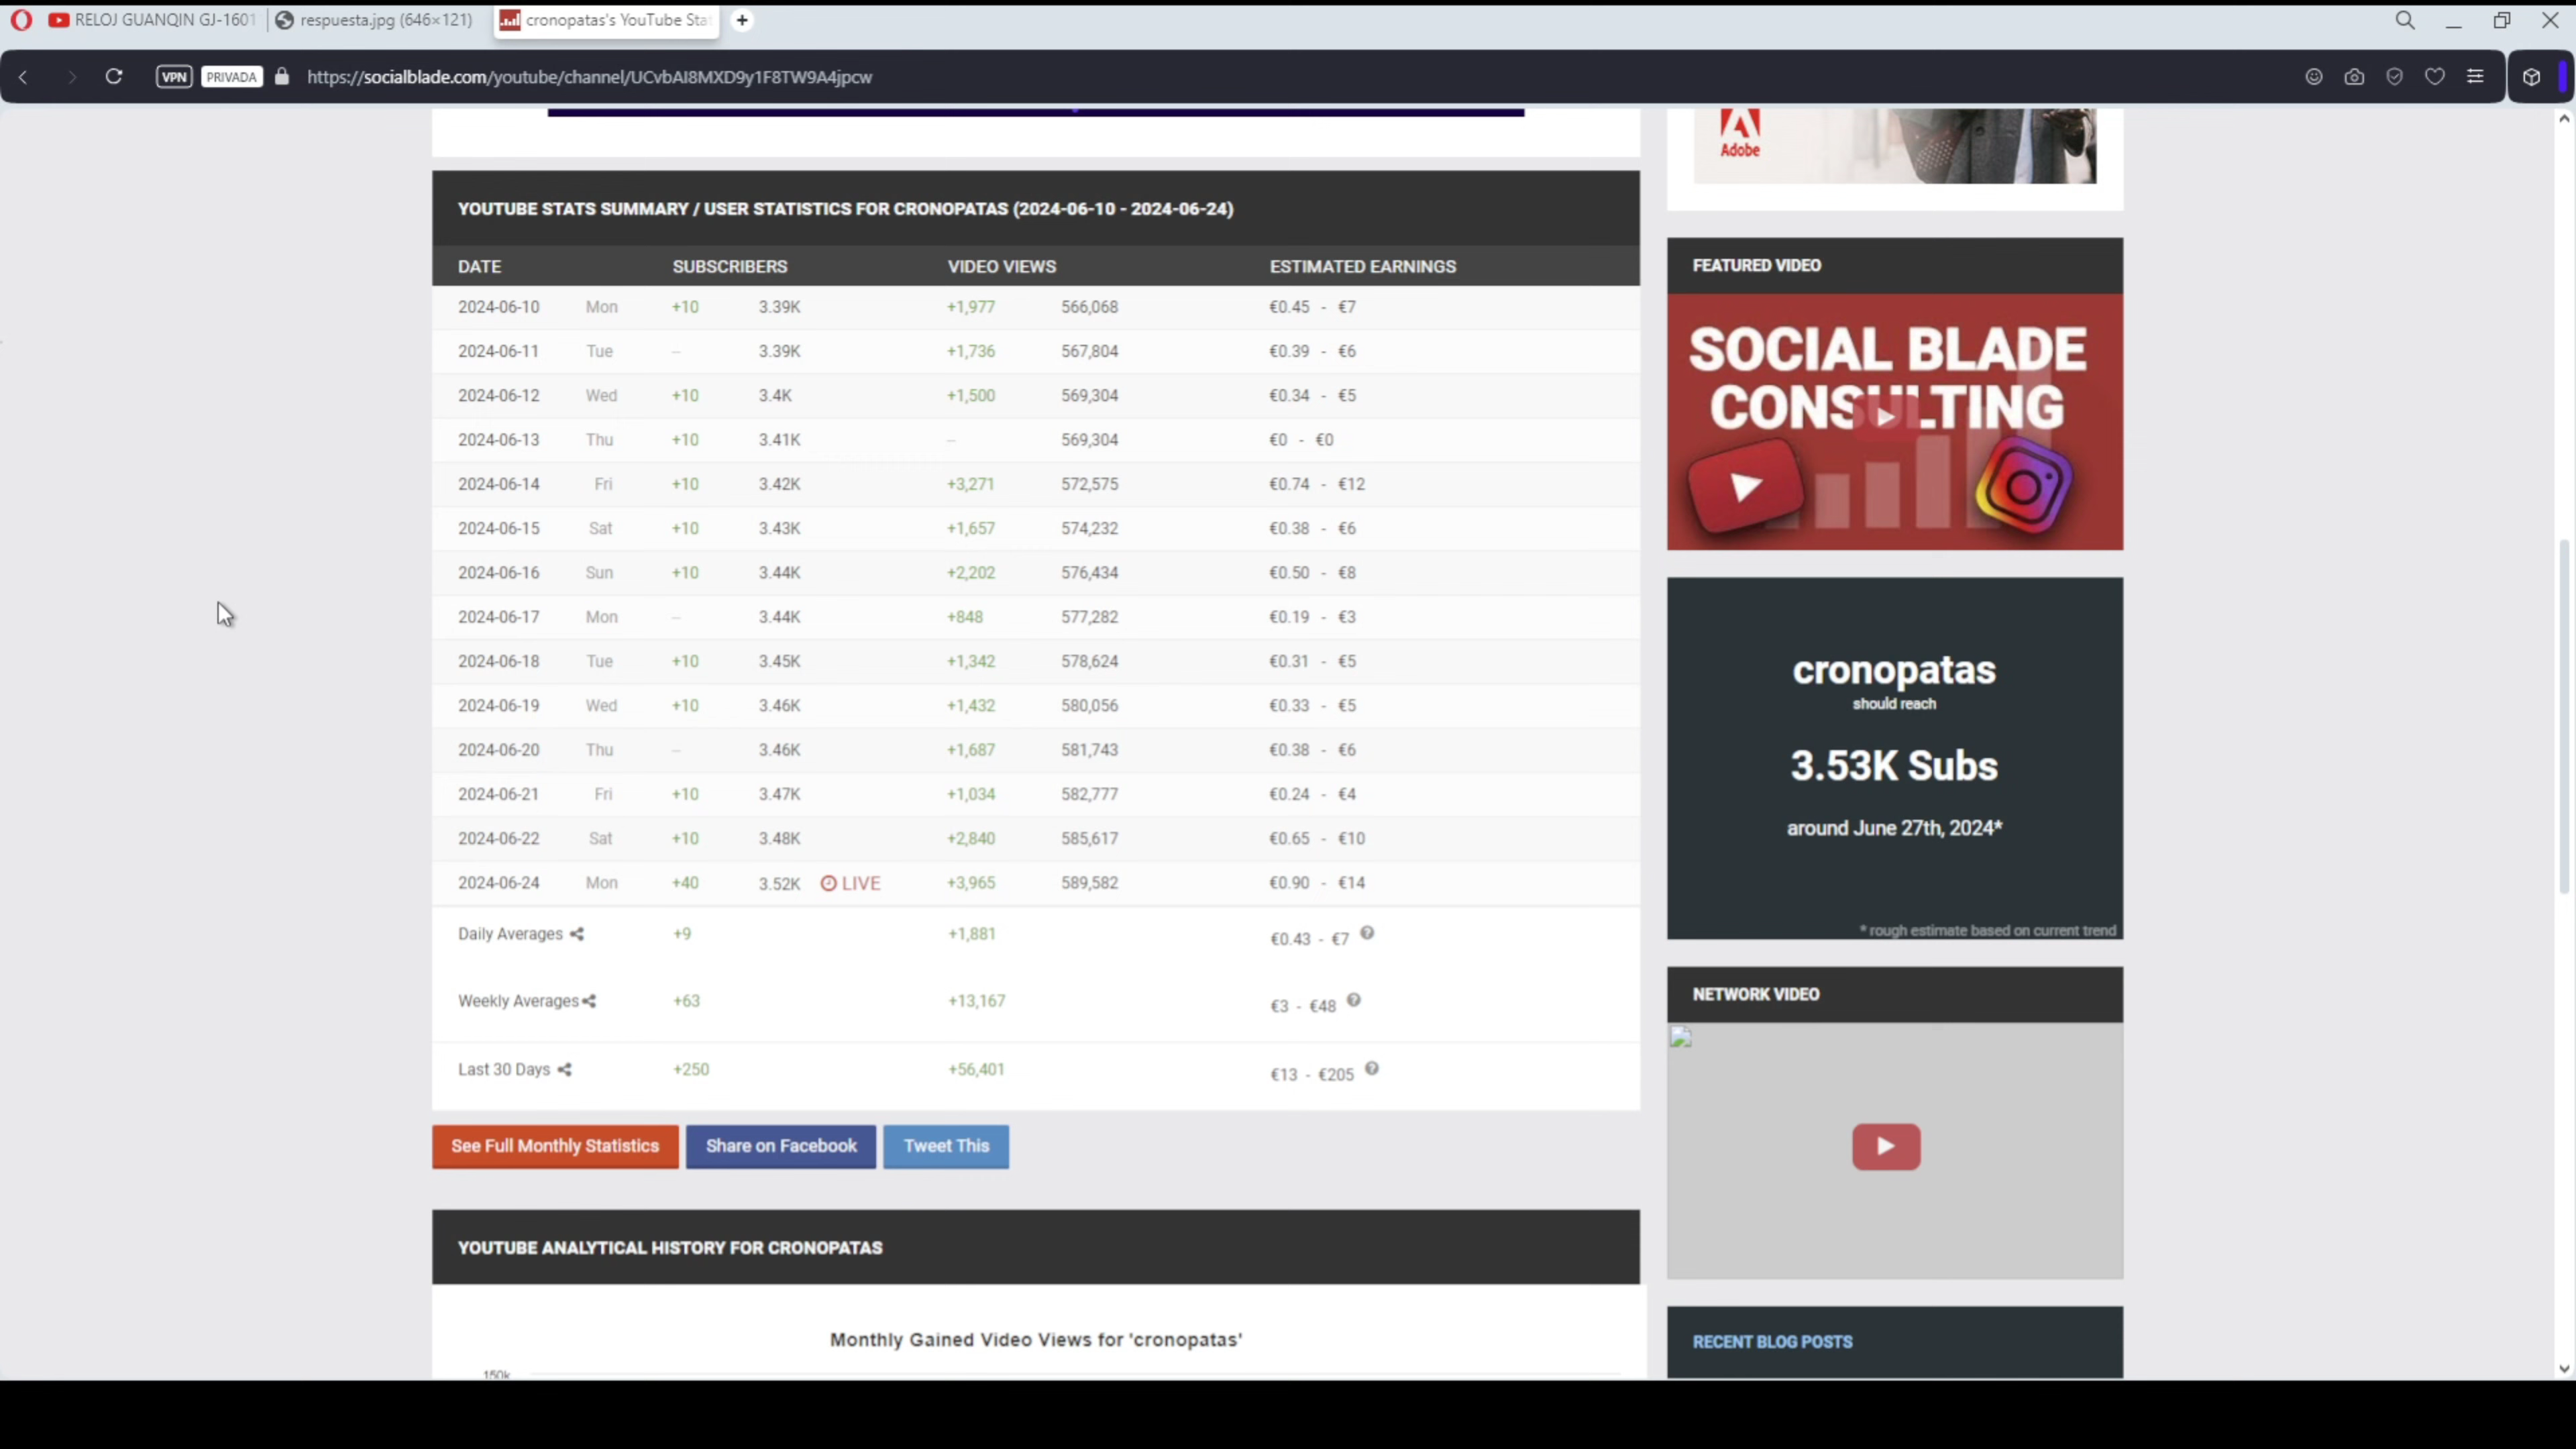 RELOJ GUANQIN GJ-1601
respuesta.jpg (646×121)
cronopatas's YouTube Sta
VPN
PRIVADA
https://socialblade.com/youtube/channel/UCvbAI8MXD9y1F8TW9A4jpcw
Adobe
YOUTUBE STATS SUMMARY / USER STATISTICS FOR CRONOPATAS (2024-06-10 - 2024-06-24)
DATE SUBSCRIBERS VIDEO VIEWS ESTIMATED EARNINGS
2024-06-10 Mon +10 3.39K +1,977 566,068 €0.45 - €7
2024-06-11 Tue -- 3.39K +1,736 567,804 €0.39 - €6
2024-06-12 Wed +10 3.4K +1,500 569,304 €0.34 - €5
2024-06-13 Thu +10 3.41K -- 569,304 €0 - €0
2024-06-14 Fri +10 3.42K +3,271 572,575 €0.74 - €12
2024-06-15 Sat +10 3.43K +1,657 574,232 €0.38 - €6
2024-06-16 Sun +10 3.44K +2,202 576,434 €0.50 - €8
2024-06-17 Mon -- 3.44K +848 577,282 €0.19 - €3
2024-06-18 Tue +10 3.45K +1,342 578,624 €0.31 - €5
2024-06-19 Wed +10 3.46K +1,432 580,056 €0.33 - €5
2024-06-20 Thu -- 3.46K +1,687 581,743 €0.38 - €6
2024-06-21 Fri +10 3.47K +1,034 582,777 €0.24 - €4
2024-06-22 Sat +10 3.48K +2,840 585,617 €0.65 - €10
2024-06-24 Mon +40 3.52K LIVE +3,965 589,582 €0.90 - €14
Daily Averages +9 +1,881 €0.43 - €7
Weekly Averages +63 +13,167 €3 - €48
Last 30 Days +250 +56,401 €13 - €205
See Full Monthly Statistics
Share on Facebook
Tweet This
YOUTUBE ANALYTICAL HISTORY FOR CRONOPATAS
Monthly Gained Video Views for 'cronopatas'
150k
FEATURED VIDEO
SOCIAL BLADE
CONSULTING
cronopatas
should reach
3.53K Subs
around June 27th, 2024*
* rough estimate based on current trend
NETWORK VIDEO
RECENT BLOG POSTS